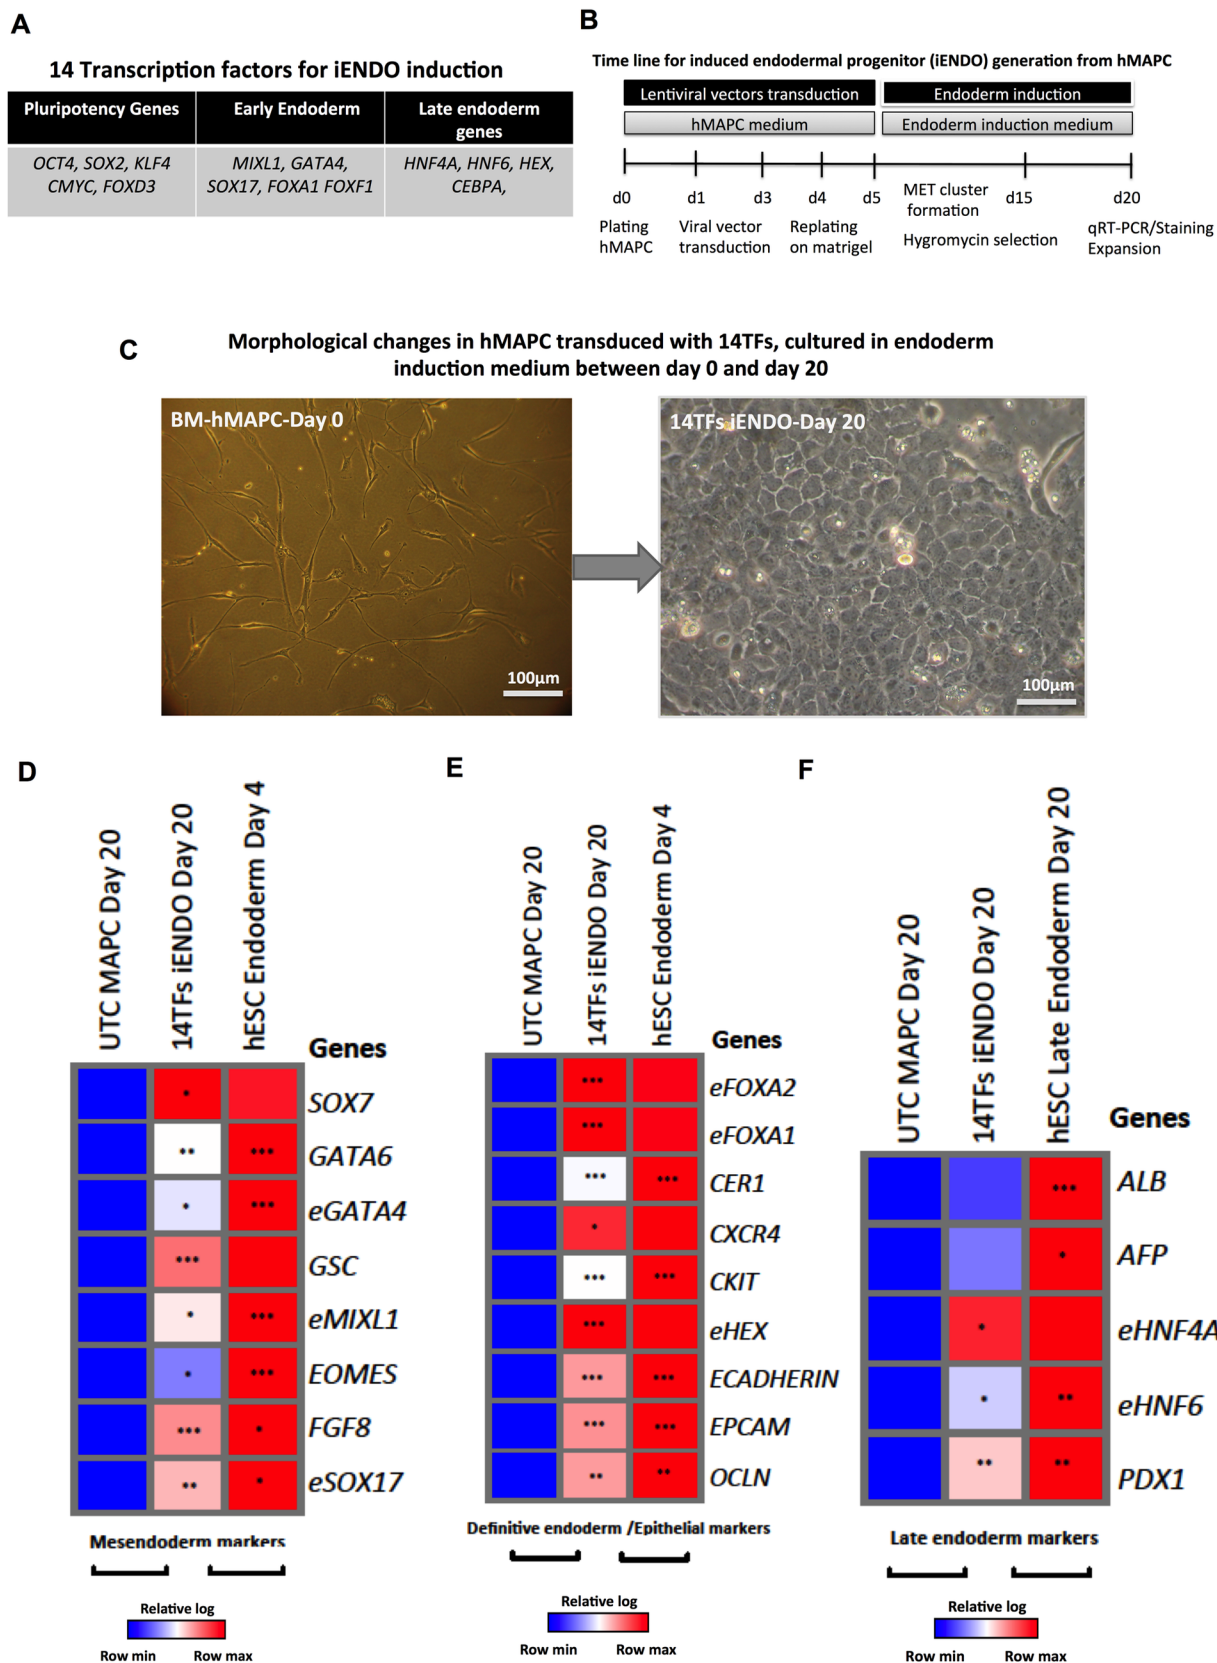 A
14 Transcription factors for iENDO induction
Pluripotency Genes
Early Endoderm
Late endoderm
genes
OCT4, SOX2, KLF4
CMYC, FOXD3
MIXL1, GATA4,
SOX17, FOXA1 FOXF1
HNF4A, HNF6, HEX,
CEBPA,
B
Time line for induced endodermal progenitor (iENDO) generation from hMAPC
Lentiviral vectors transduction
Endoderm induction
hMAPC medium
Endoderm induction medium
d0
d1
d3
d4
d5
MET cluster
formation
d15
d20
Plating
hMAPC
Viral vector
transduction
Replating
on matrigel
Hygromycin selection
qRT-PCR/Staining
Expansion
C
Morphological changes in hMAPC transduced with 14TFs, cultured in endoderm
induction medium between day 0 and day 20
BM-hMAPC-Day 0
100µm
14TFs iENDO-Day 20
100µm
D
UTC MAPC Day 20
14TFs iENDO Day 20
hESC Endoderm Day 4
Genes
* SOX7
** *** GATA6
* *** eGATA4
*** GSC
* *** eMIXL1
* *** EOMES
*** * FGF8
** * eSOX17
Mesendoderm markers
Relative log
Row min
Row max
E
UTC MAPC Day 20
14TFs iENDO Day 20
hESC Endoderm Day 4
Genes
*** eFOXA2
*** eFOXA1
*** *** CER1
* CXCR4
*** *** CKIT
*** eHEX
*** *** ECADHERIN
*** *** EPCAM
** ** OCLN
Definitive endoderm /Epithelial markers
Relative log
Row min
Row max
F
UTC MAPC Day 20
14TFs iENDO Day 20
hESC Late Endoderm Day 20
Genes
*** ALB
* AFP
* eHNF4A
* ** eHNF6
** ** PDX1
Late endoderm markers
Relative log
Row min
Row max